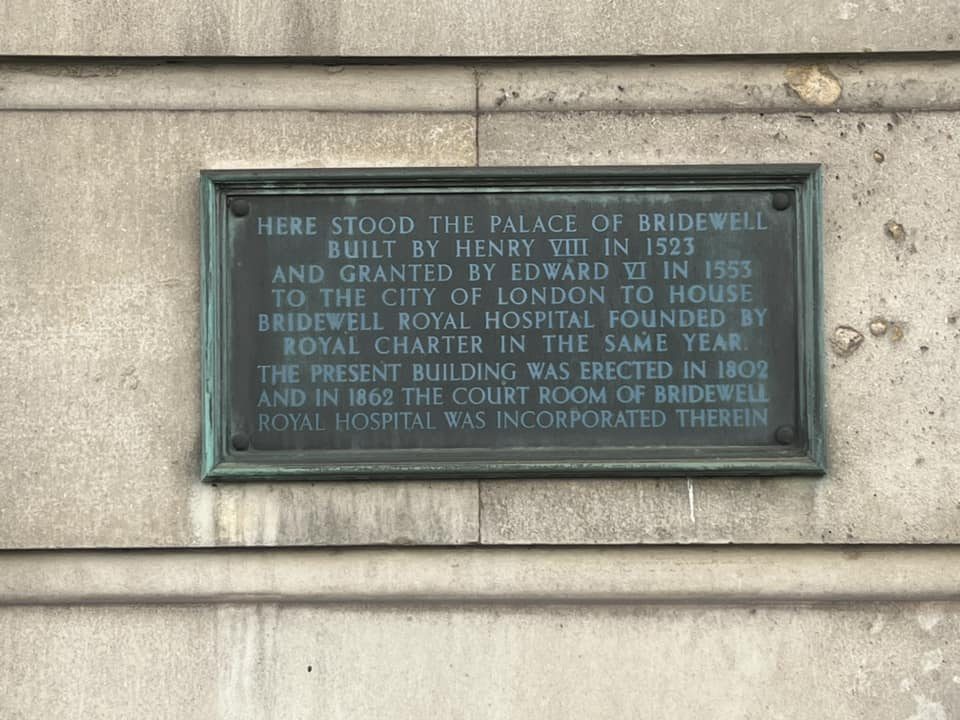 HERE STOOD THE PALACE OF BRIDEWELL
BUILT BY HENRY VIII IN 1523
AND GRANTED BY EDWARD VI IN 1553
TO THE CITY OF LONDON TO HOUSE
BRIDEWELL ROYAL HOSPITAL FOUNDED BY
ROYAL CHARTER IN THE SAME YEAR.
THE PRESENT BUILDING WAS ERECTED IN 1802
AND IN 1862 THE COURT ROOM OF BRIDEWELL
ROYAL HOSPITAL WAS INCORPORATED THEREIN